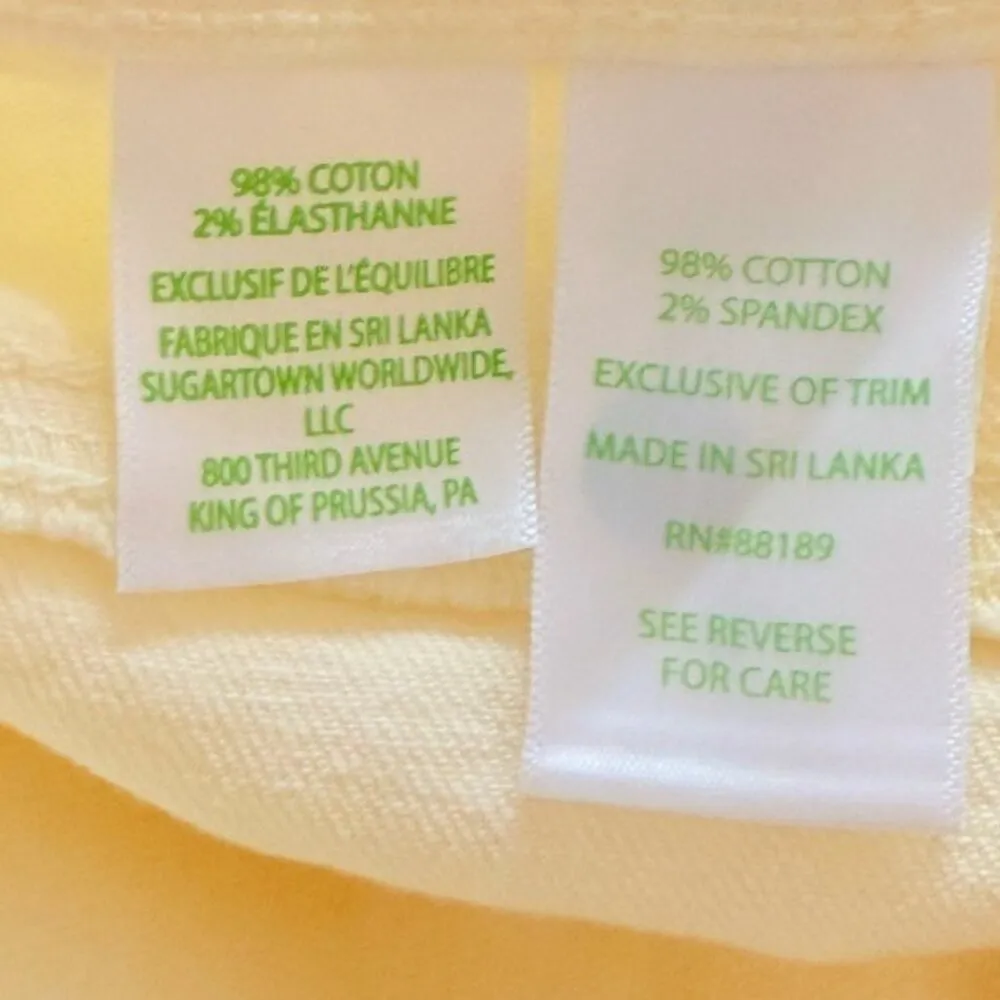 98% COTON
2% ÉLASTHANNE
EXCLUSIF DE L'ÉQUILIBRE
FABRIQUE EN SRI LANKA
SUGARTOWN WORLDWIDE,
LLC
800 THIRD AVENUE
KING OF PRUSSIA, PA
98% COTTON
2% SPANDEX
EXCLUSIVE OF TRIM
MADE IN SRI LANKA
RN#88189
SEE REVERSE
FOR CARE